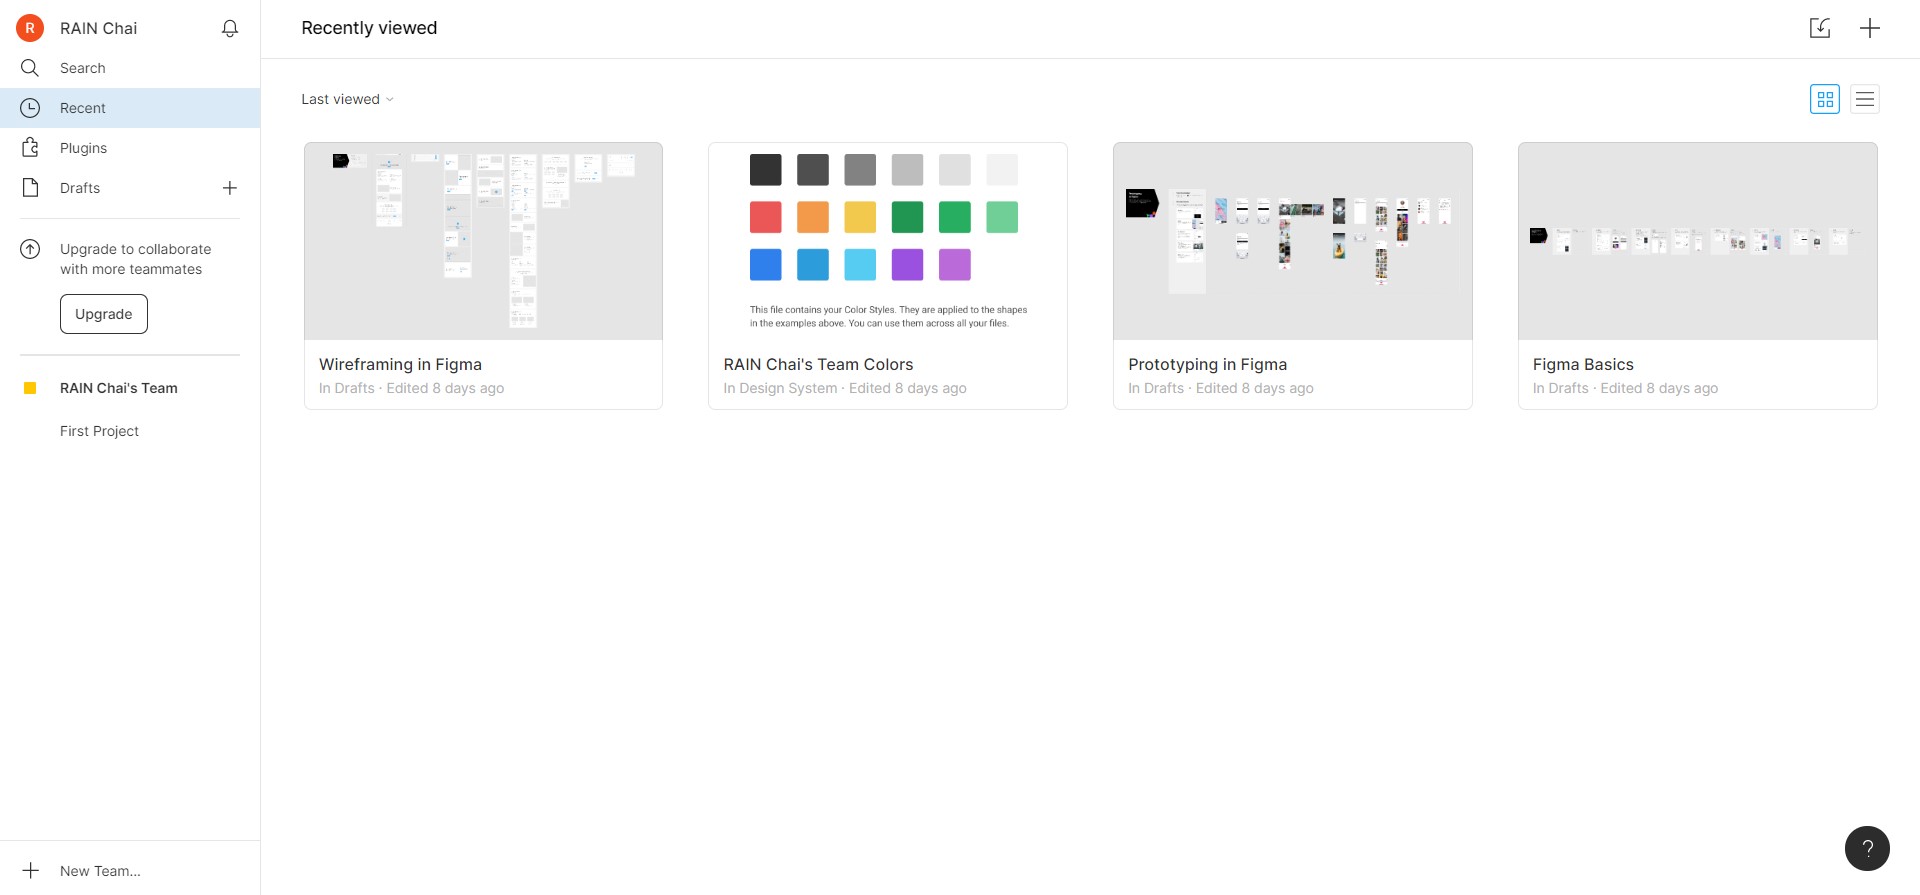 R RAIN Chai
Search
Recent
Plugins
Drafts
Upgrade to collaborate
with more teammates
Upgrade
RAIN Chai's Team
First Project
New Team...
Recently viewed
Last viewed
Wireframing in Figma
In Drafts · Edited 8 days ago
This file contains your Color Styles. They are applied to the shapes
in the examples above. You can use them across all your files.
RAIN Chai's Team Colors
In Design System · Edited 8 days ago
Prototyping in Figma
In Drafts · Edited 8 days ago
Figma Basics
In Drafts · Edited 8 days ago
?